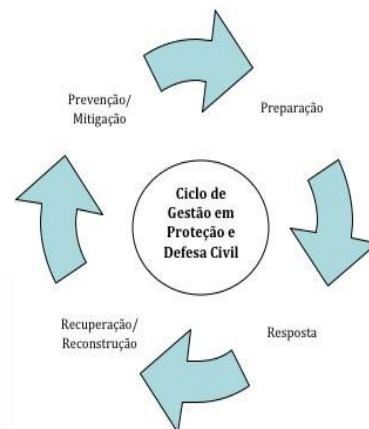 Prevenção/
Mitigação
Preparação
Ciclo de
Gestão em
Proteção e
Defesa Civil
Recuperação/
Reconstrução
Resposta